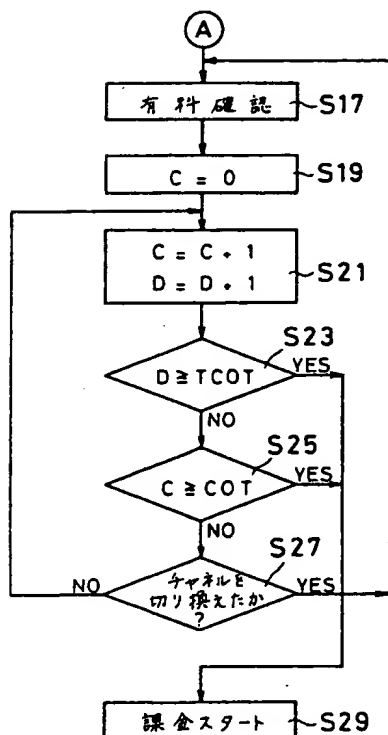 A
有料確認 S17
C = 0 S19
C = C + 1
D = D + 1
S21
S23
D ≧ TCOT YES
NO
S25
C ≧ COT YES
NO
S27
NO チャネルを
切り換えたか
? YES
課金スタート S29